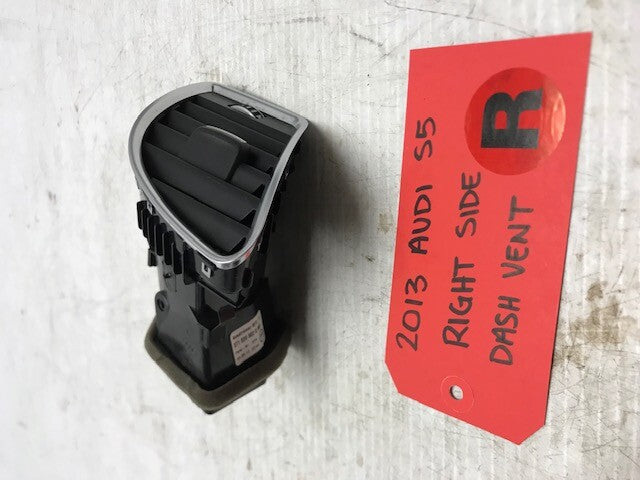 2013 AUDI S5
RIGHT SIDE
DASH VENT
R